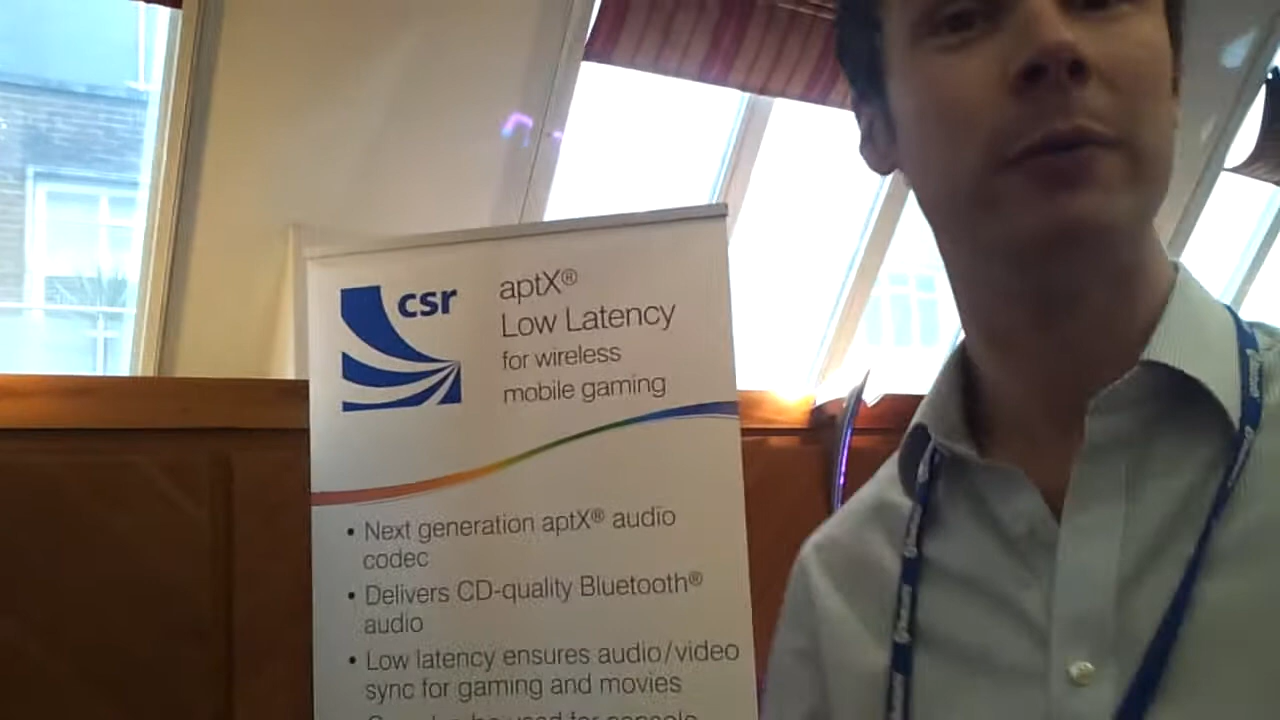 csr
aptX®
Low Latency
for wireless
mobile gaming
• Next generation aptX® audio
codec
• Delivers CD-quality Bluetooth®
audio
• Low latency ensures audio/video
sync for gaming and movies